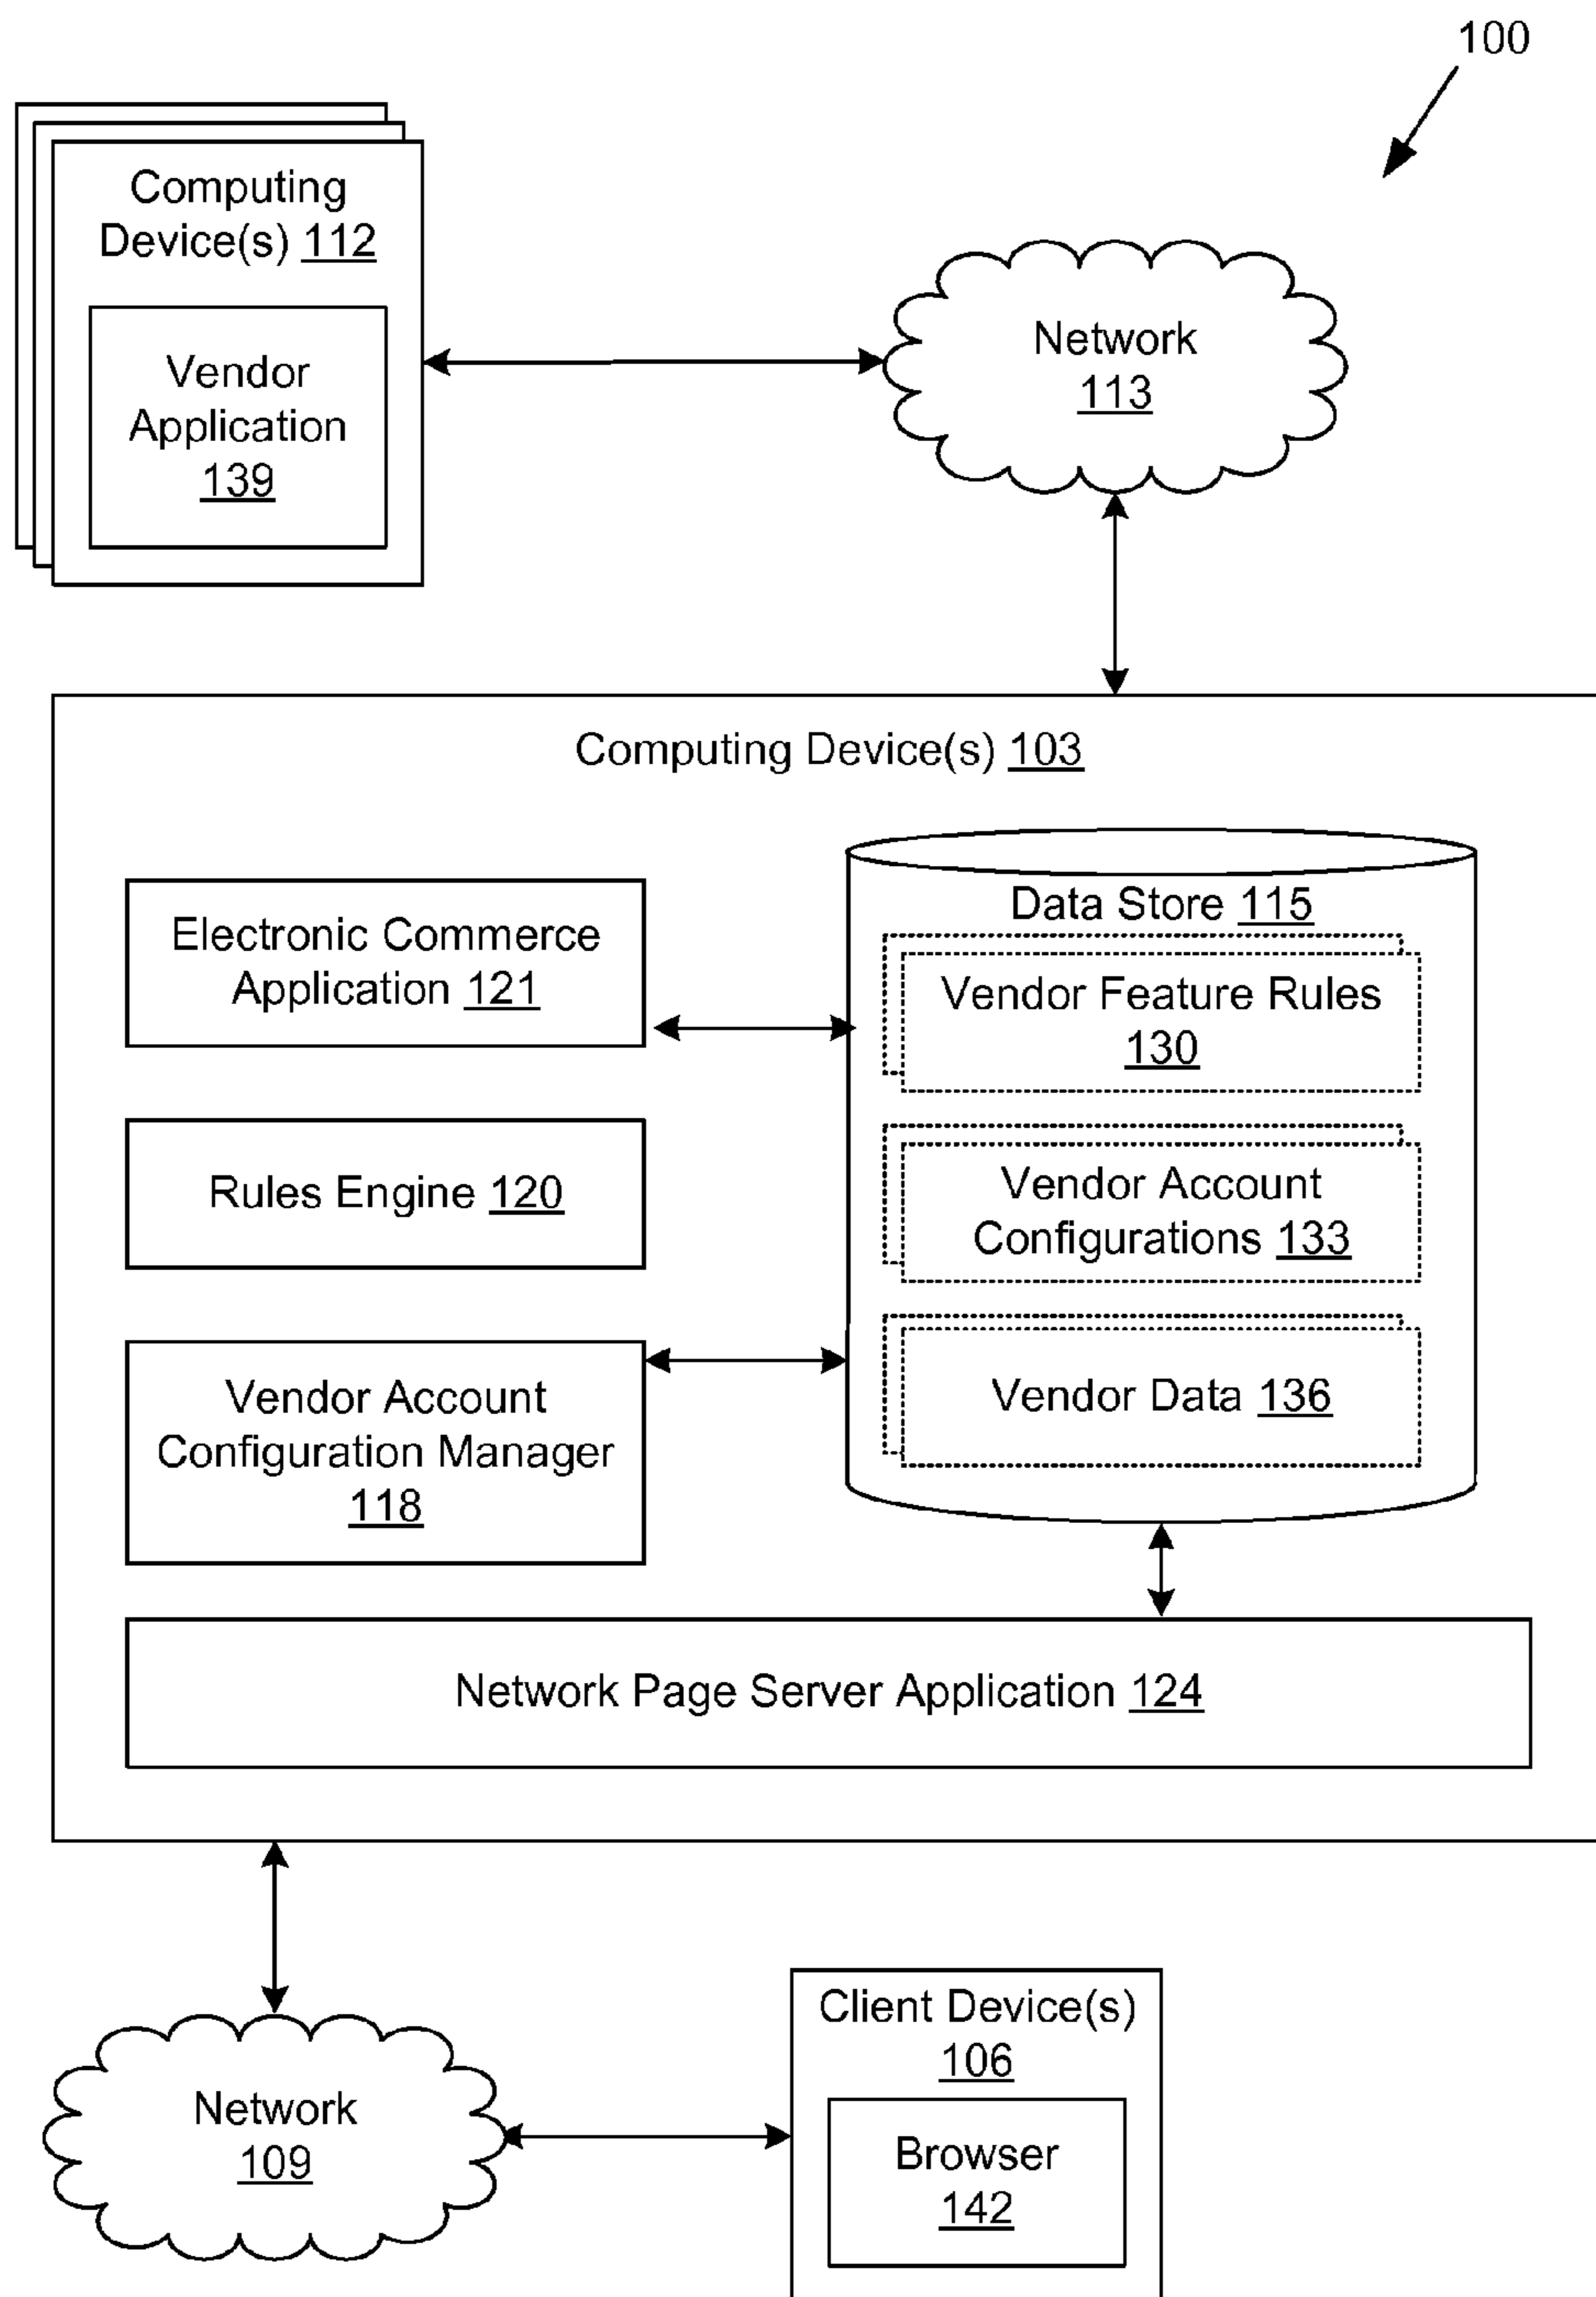 100
Computing
Device(s) 112
Vendor
Application
139
Network
113
Computing Device(s) 103
Electronic Commerce
Application 121
Data Store 115
Vendor Feature Rules
130
Rules Engine 120
Vendor Account
Configurations 133
Vendor Account
Configuration Manager
118
Vendor Data 136
Network Page Server Application 124
Network
109
Client Device(s)
106
Browser
142